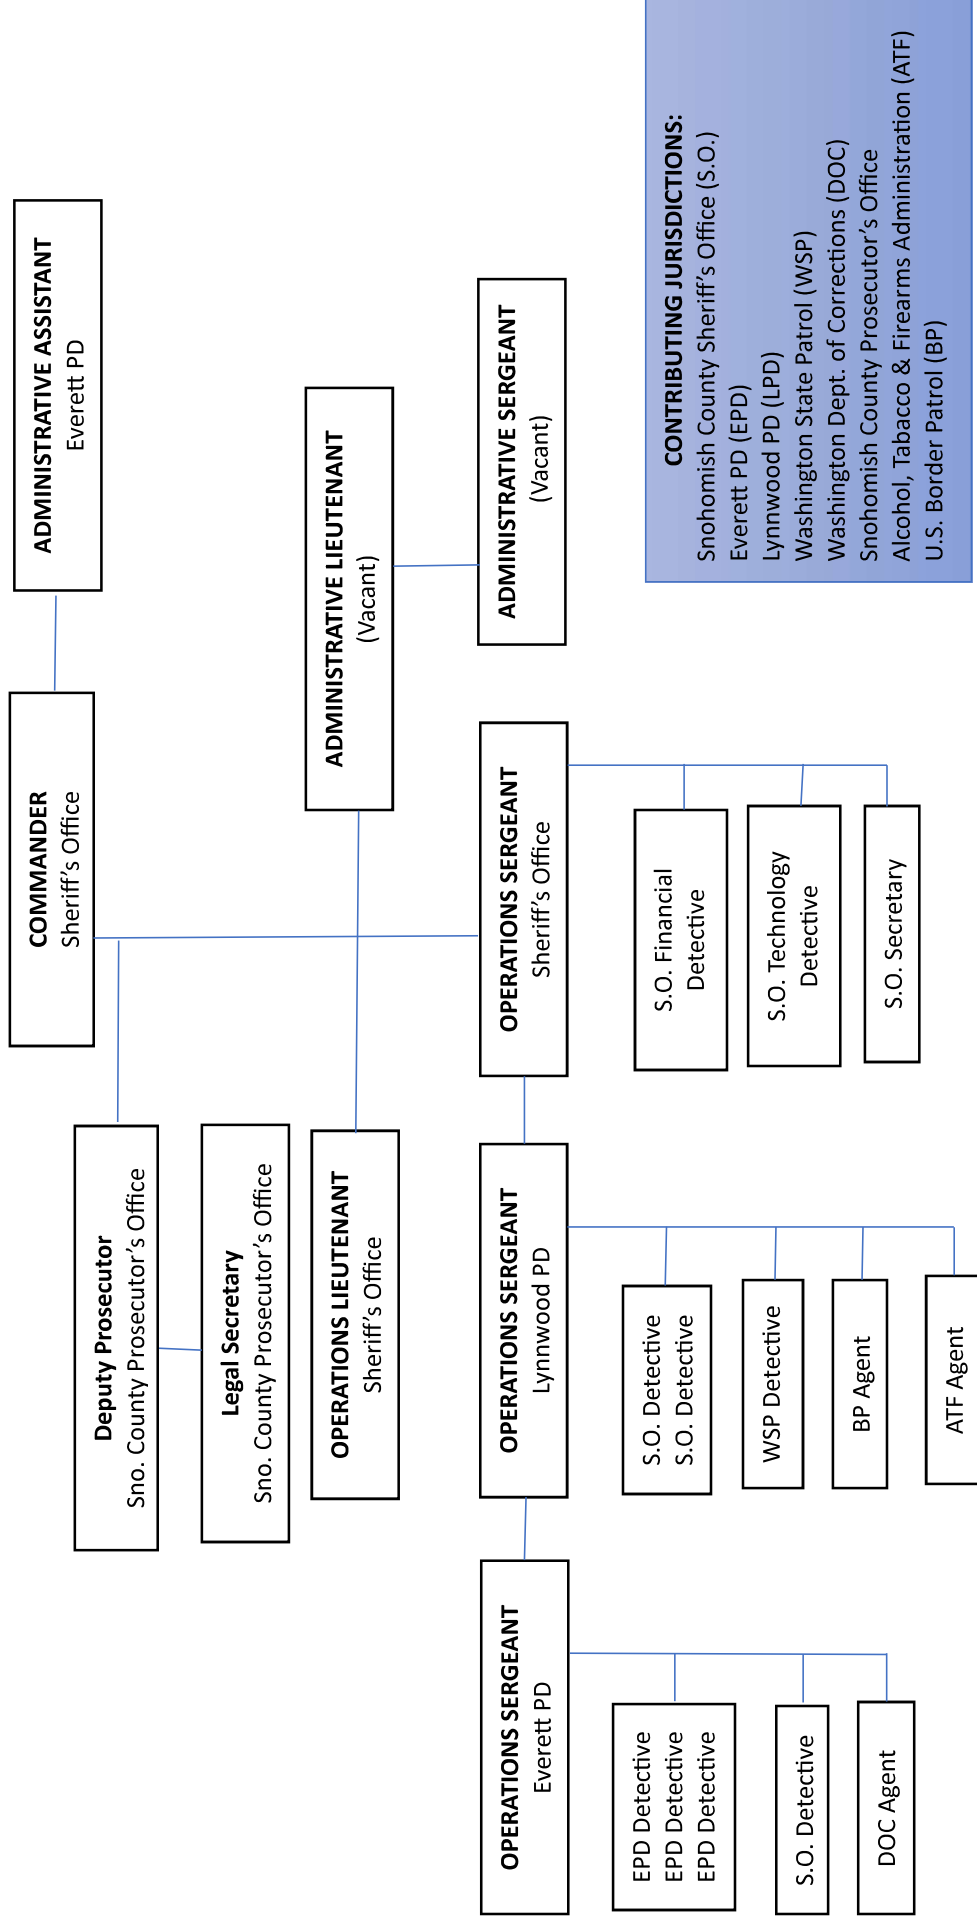 COMMANDER
Sheriff's Office
ADMINISTRATIVE ASSISTANT
Everett PD
Deputy Prosecutor
Sno. County Prosecutor's Office
Legal Secretary
Sno. County Prosecutor's Office
OPERATIONS LIEUTENANT
Sheriff's Office
ADMINISTRATIVE LIEUTENANT
(Vacant)
OPERATIONS SERGEANT
Everett PD
OPERATIONS SERGEANT
Lynnwood PD
OPERATIONS SERGEANT
Sheriff's Office
ADMINISTRATIVE SERGEANT
(Vacant)
EPD Detective
EPD Detective
EPD Detective
S.O. Detective
DOC Agent
S.O. Detective
S.O. Detective
WSP Detective
BP Agent
ATF Agent
S.O. Financial
Detective
S.O. Technology
Detective
S.O. Secretary
CONTRIBUTING JURISDICTIONS:
Snohomish County Sheriff's Office (S.O.)
Everett PD (EPD)
Lynnwood PD (LPD)
Washington State Patrol (WSP)
Washington Dept. of Corrections (DOC)
Snohomish County Prosecutor's Office
Alcohol, Tabacco & Firearms Administration (ATF)
U.S. Border Patrol (BP)